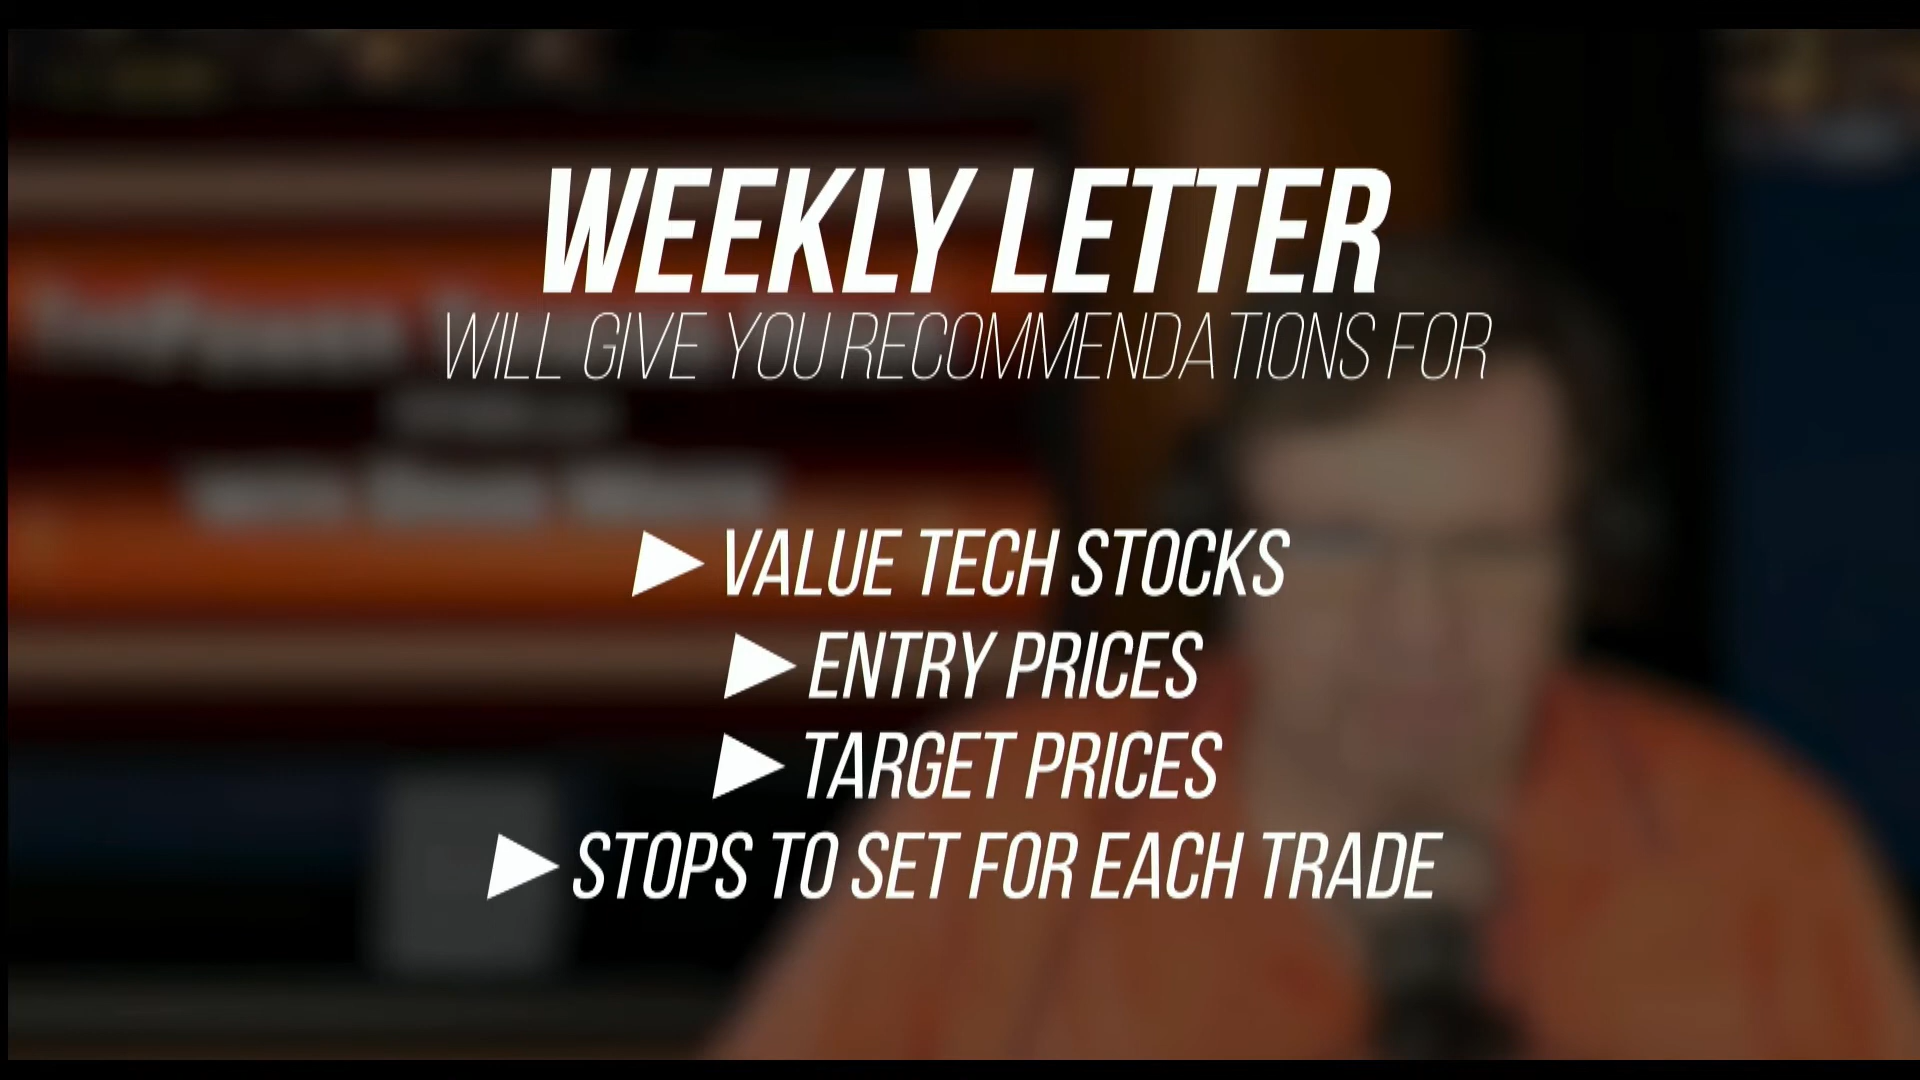 WEEKLY LETTER
WILL GIVE YOU RECOMMENDATIONS FOR
▶ VALUE TECH STOCKS
▶ ENTRY PRICES
▶ TARGET PRICES
▶ STOPS TO SET FOR EACH TRADE